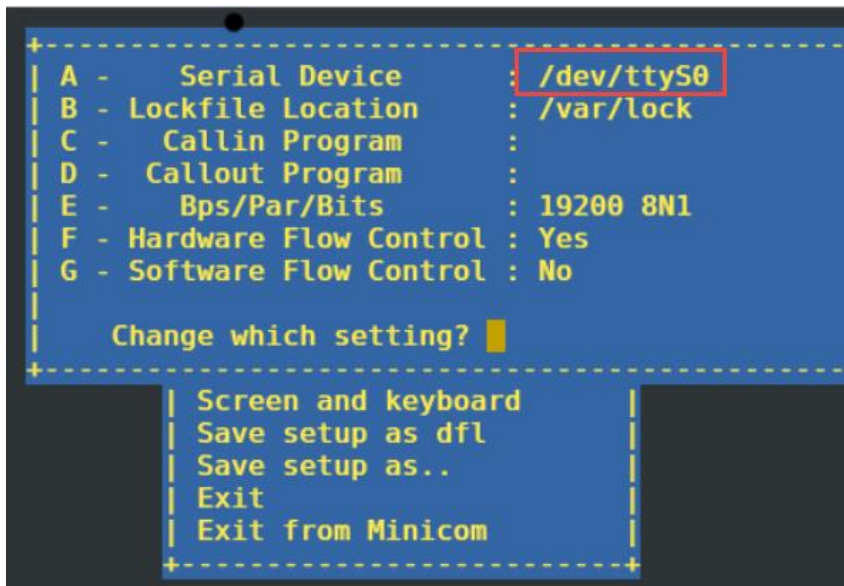 A - Serial Device : /dev/ttyS0
B - Lockfile Location : /var/lock
C - Callin Program :
D - Callout Program :
E - Bps/Par/Bits : 19200 8N1
F - Hardware Flow Control : Yes
G - Software Flow Control : No
Change which setting?
Screen and keyboard
Save setup as dfl
Save setup as..
Exit
Exit from Minicom